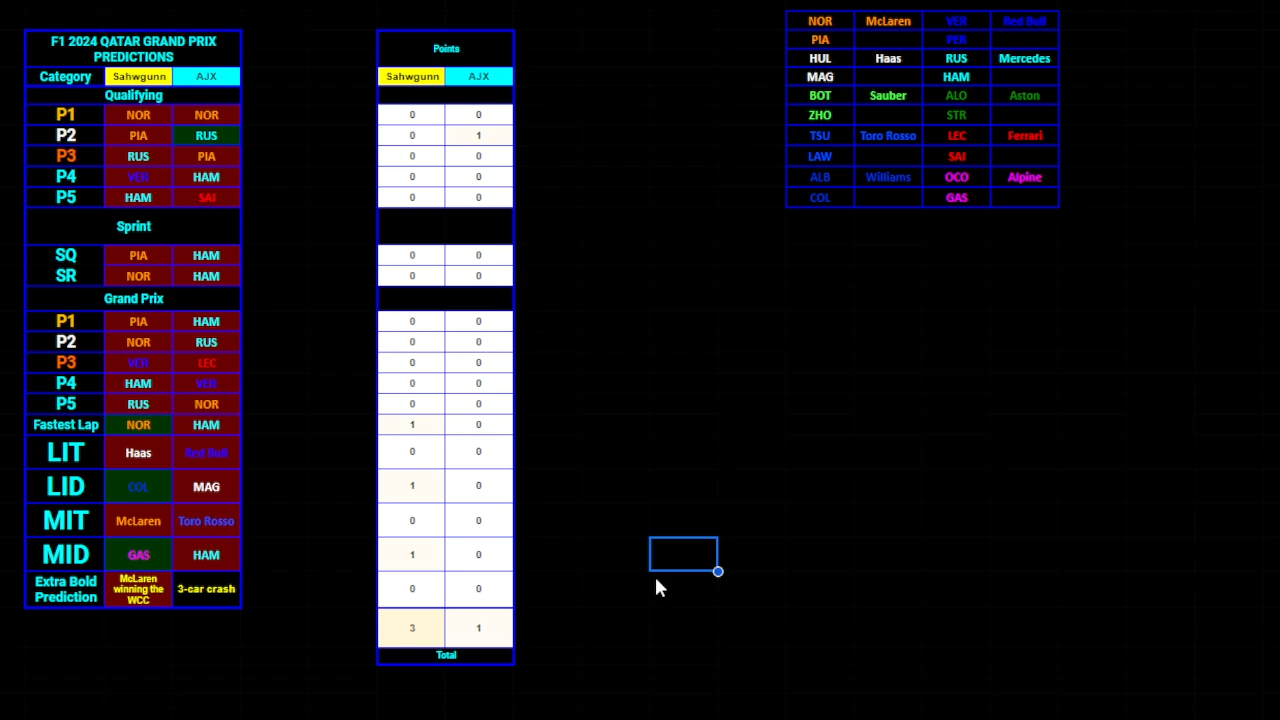 F1 2024 QATAR GRAND PRIX
PREDICTIONS
Category Sahwgunn AJX
Qualifying
P1 NOR NOR
P2 PIA RUS
P3 RUS PIA
P4 VER HAM
P5 HAM SAI
Sprint
SQ PIA HAM
SR NOR HAM
Grand Prix
P1 PIA HAM
P2 NOR RUS
P3 VER LEC
P4 HAM VER
P5 RUS NOR
Fastest Lap NOR HAM
LIT Haas Red Bull
LID COL MAG
MIT McLaren Toro Rosso
MID GAS HAM
Extra Bold
Prediction
McLaren
winning the
WCC
3-car crash
Points
Sahwgunn AJX
0 0
0 1
0 0
0 0
0 0
0 0
0 0
0 0
0 0
0 0
0 0
0 0
1 0
0 0
1 0
0 0
1 0
0 0
3 1
Total
NOR McLaren VER Red Bull
PIA PER
HUL Haas RUS Mercedes
MAG HAM
BOT Sauber ALO Aston
ZHO STR
TSU Toro Rosso LEC Ferrari
LAW SAI
ALB Williams OCO Alpine
COL GAS